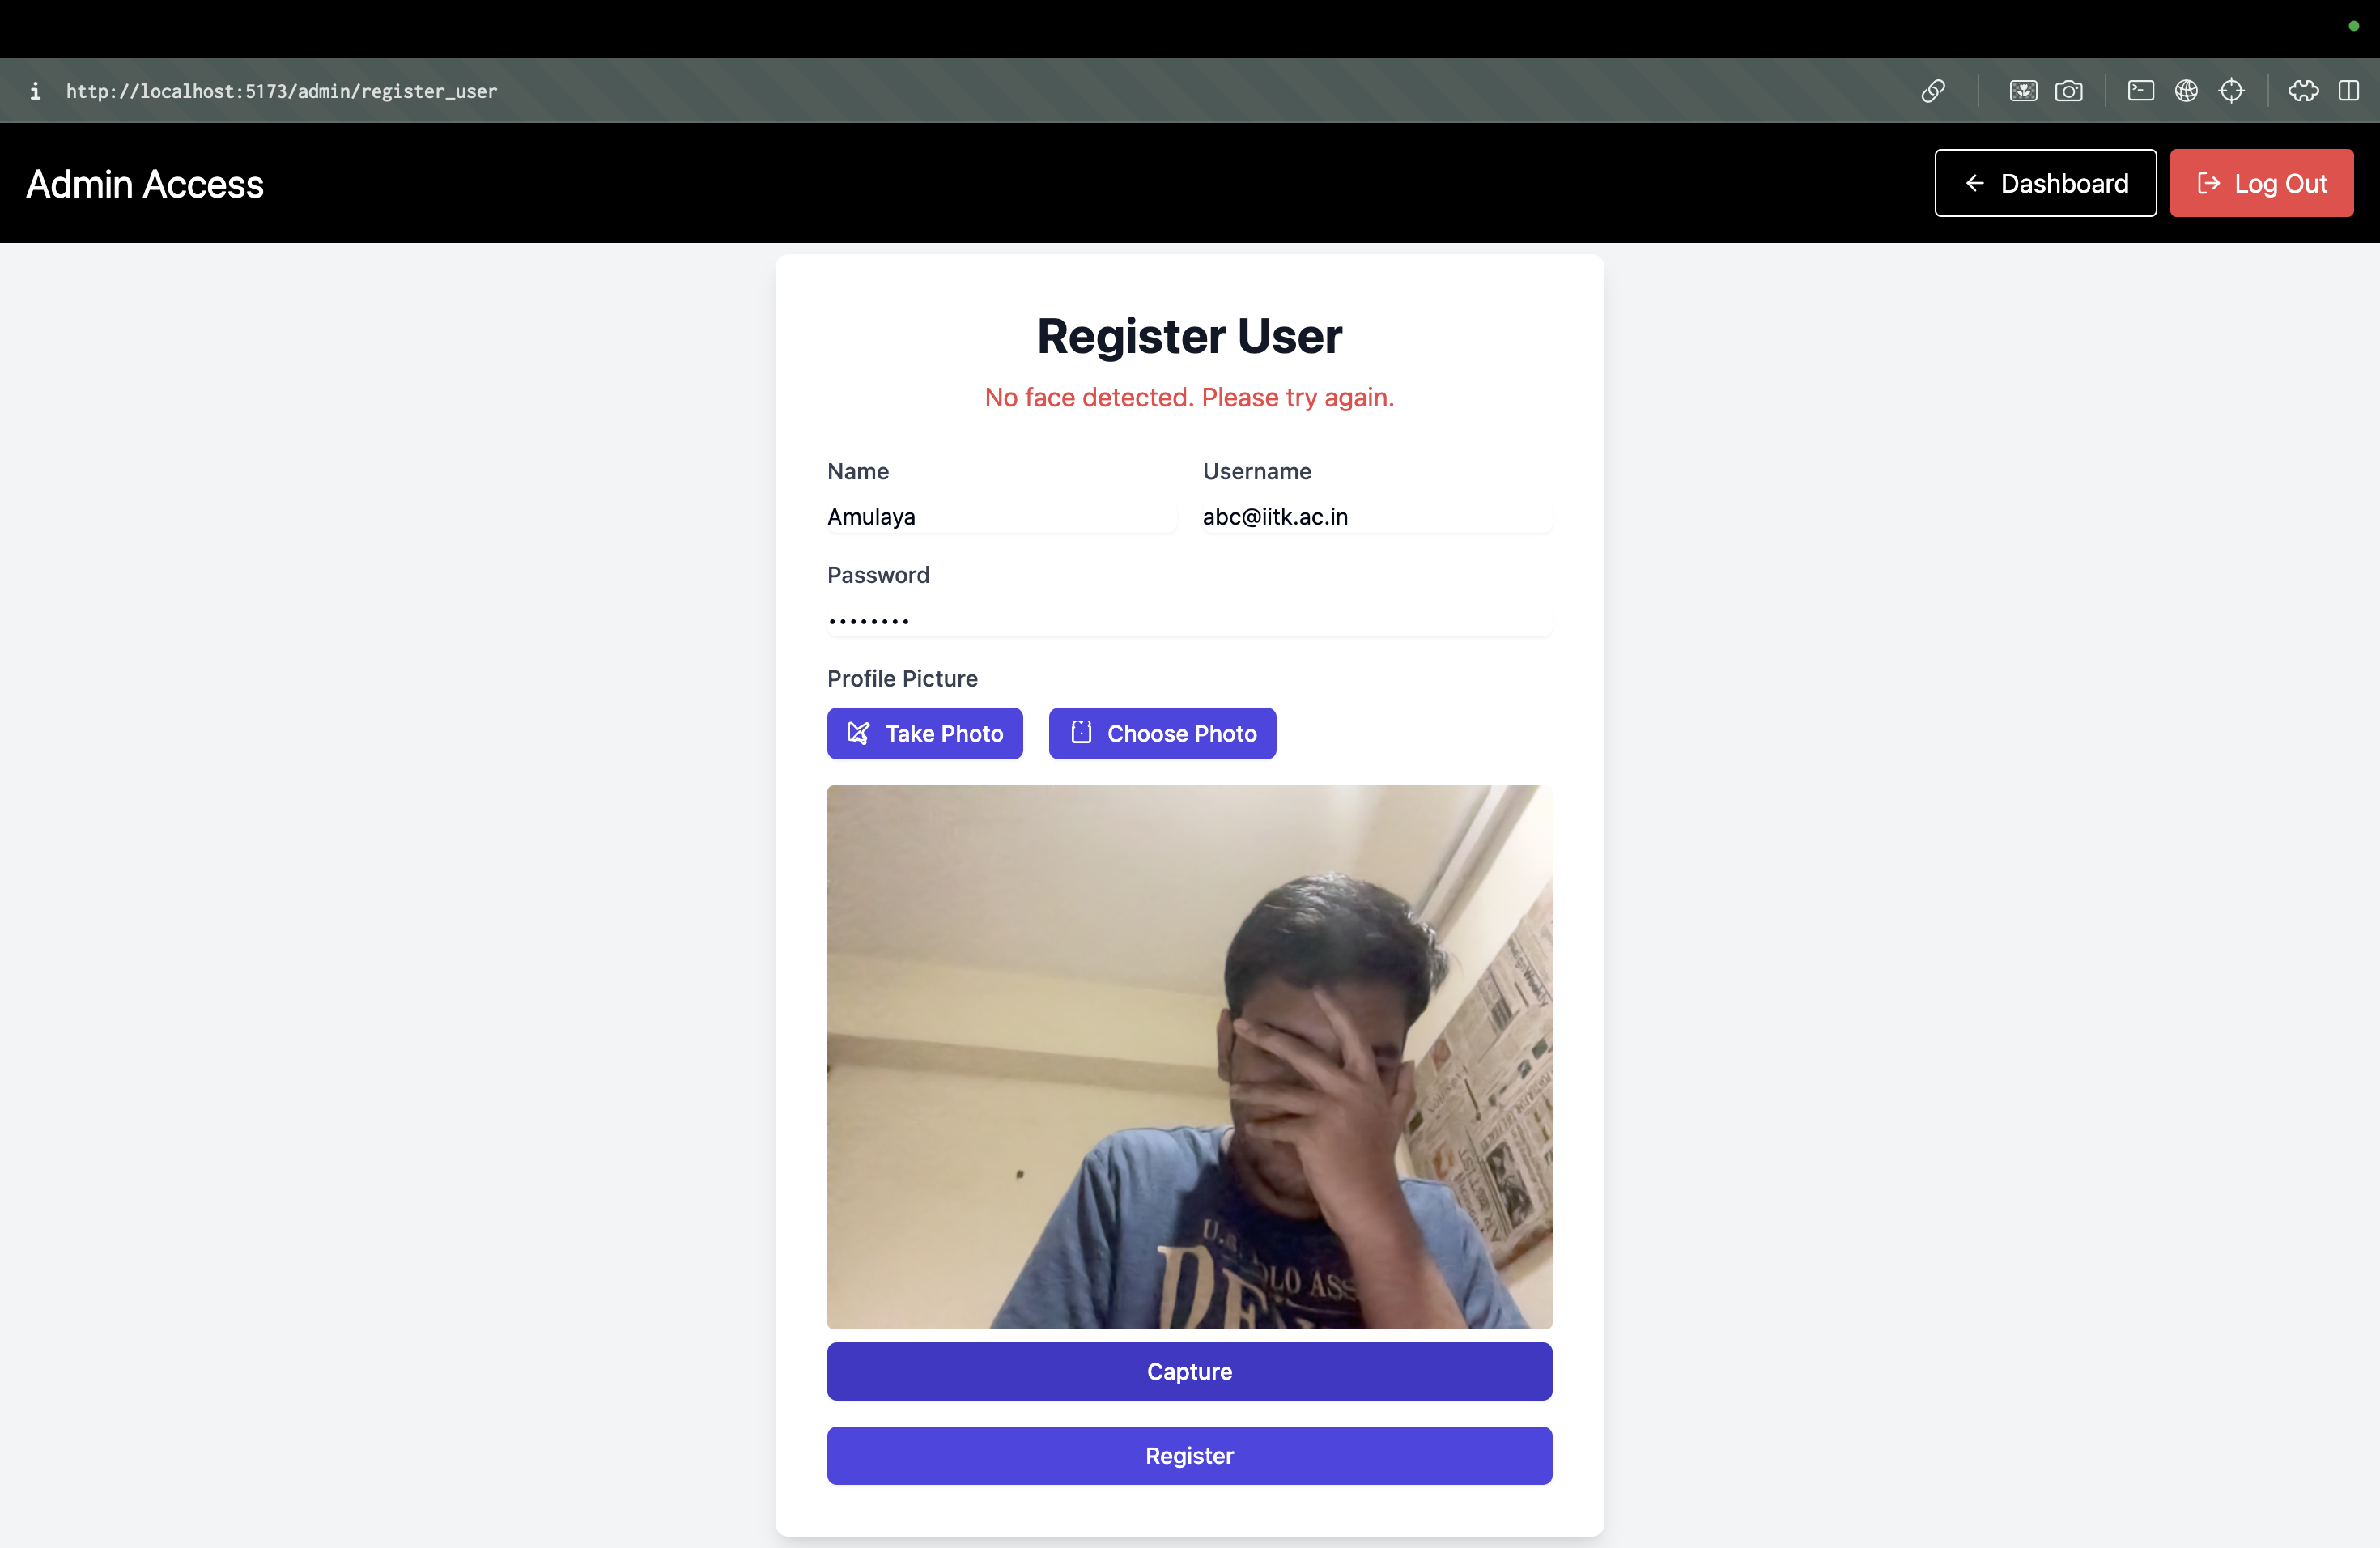 http://localhost:5173/admin/register_user
Admin Access
Dashboard
Log Out
Register User
No face detected. Please try again.
Name
Username
Amulaya
abc@iitk.ac.in
Password
Profile Picture
Take Photo
Choose Photo
Capture
Register